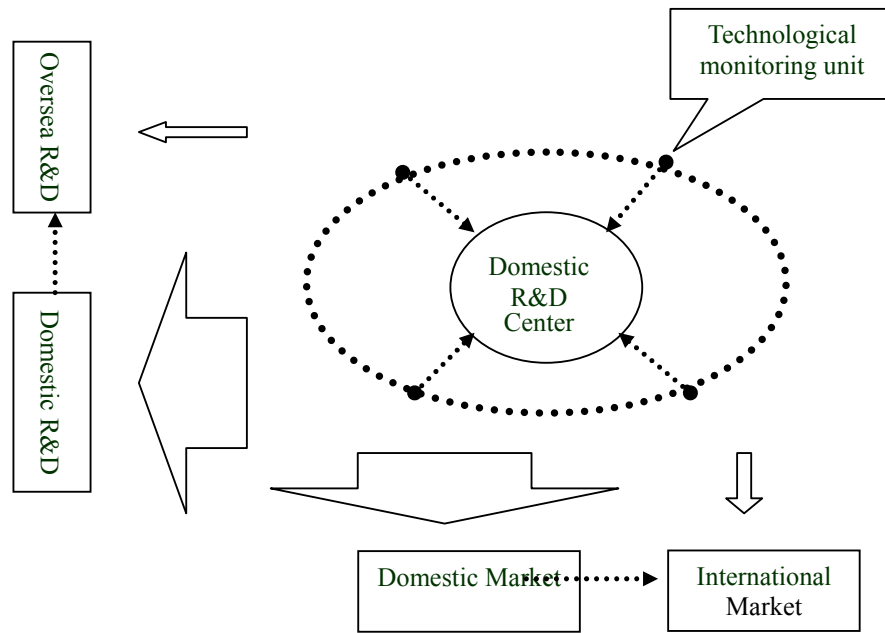 Technological
monitoring unit
Oversea R&D
Domestic
R&D
Center
Domestic R&D
Domestic Market
International
Market